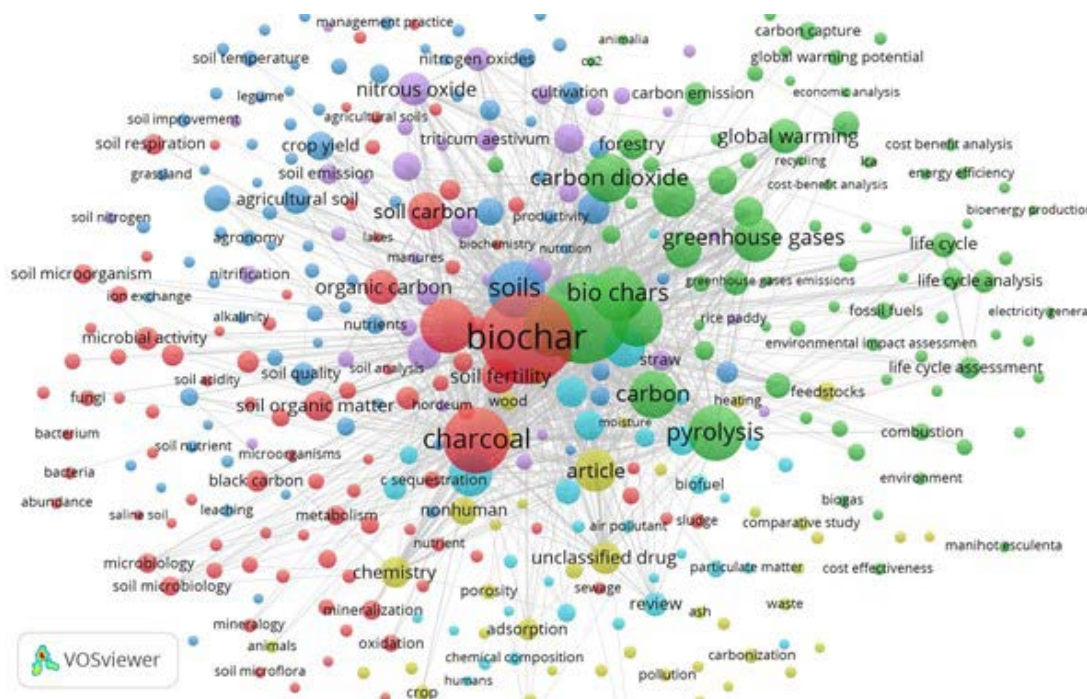 management practice
carbon capture
animalia
soil temperature
nitrogen oxides
co2
global warming potential
nitrous oxide
cultivation
carbon emission
economic analysis
legume
agricultural soils
soil improvement
triticum aestivum
forestry
global warming
soil respiration
crop yield
cost benefit analysis
recycling
lca
grassland
soil emission
carbon dioxide
cost-benefit analysis
energy efficiency
agricultural soil
soil carbon
productivity
bioenergy production
soil nitrogen
agronomy
lakes
biochemistry
nutrition
greenhouse gases
life cycle
manures
soil microorganism
nitrification
organic carbon
soils
bio chars
greenhouse gases emissions
life cycle analysis
ion exchange
alkalinity
nutrients
rice paddy
fossil fuels
electricity genera
microbial activity
biochar
environmental impact assessmen
soil acidity
soil quality
soil analysis
soil fertility
straw
life cycle assessment
fungi
soil organic matter
hordeum
wood
carbon
heating
feedstocks
bacterium
soil nutrient
charcoal
moisture
pyrolysis
combustion
microorganisms
bacteria
black carbon
c sequestration
article
biofuel
environment
abundance
saline soil
leaching
metabolism
nonhuman
biogas
air pollutant
sludge
comparative study
nutrient
manihot esculenta
microbiology
chemistry
unclassified drug
particulate matter
cost effectiveness
soil microbiology
porosity
sewage
mineralization
review
ash
waste
mineralogy
adsorption
animals
oxidation
chemical composition
carbonization
VOSviewer
soil microflora
humans
pollution
crop